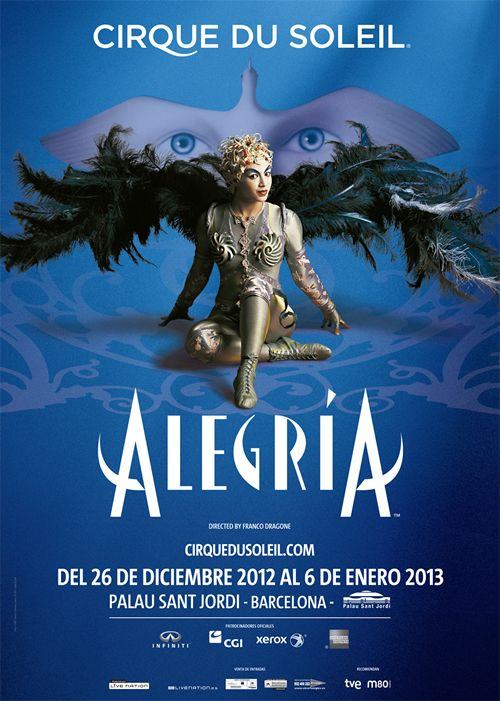 CIRQUE DU SOLEIL
ALEGRÍA
DIRECTED BY FRANCO DRAGONE
CIRQUEDUSOLEIL.COM
DEL 26 DE DICIEMBRE 2012 AL 6 DE ENERO 2013
PALAU SANT JORDI - BARCELONA - Palau Sant Jordi
PATROCINADORES OFICIALES
INFINITI CGI xerox
VENTA DE ENTRADAS RECOMIENDAN
LIVE NATION LIVENATION.ES tve m80